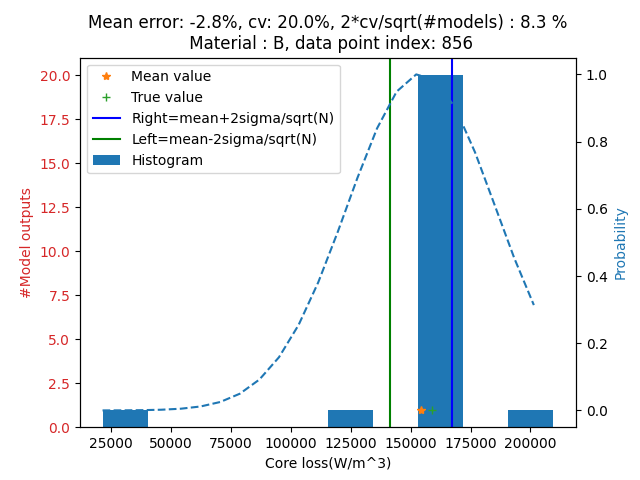 Mean error: -2.8%, cv: 20.0%, 2*cv/sqrt(#models) : 8.3 %
Material : B, data point index: 856
Mean value
True value
Right=mean+2sigma/sqrt(N)
Left=mean-2sigma/sqrt(N)
Histogram
20.0
17.5
15.0
12.5
10.0
7.5
5.0
2.5
0.0
#Model outputs
1.0
0.8
0.6
0.4
0.2
0.0
Probability
25000 50000 75000 100000 125000 150000 175000 200000
Core loss(W/m^3)